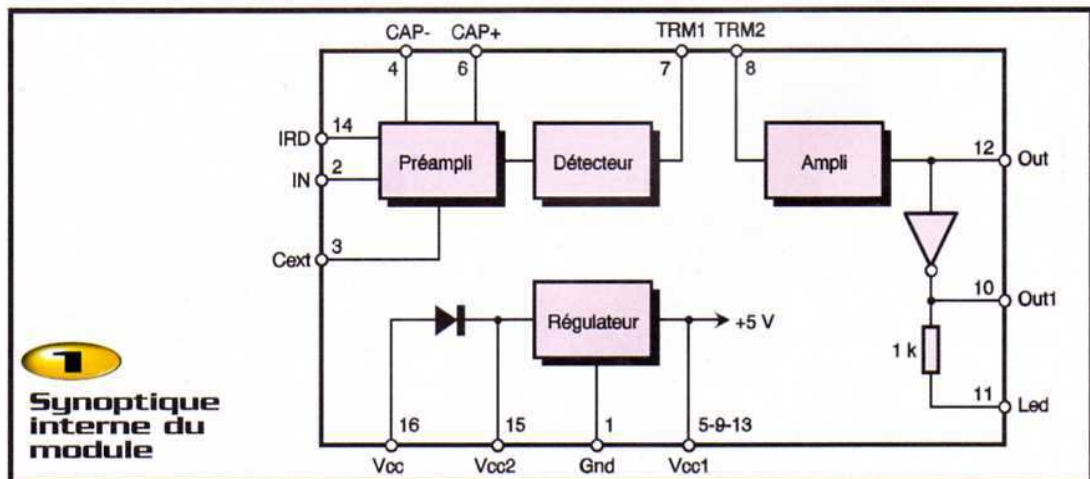 CAP- CAP+ TRM1 TRM2
4 6 7 8
IRD 14
IN 2
Préampli
Détecteur
Ampli
12 Out
Cext 3
Régulateur
+5 V
10 Out1
1 k
11 Led
1
Synoptique
interne du
module
16 15 1 5-9-13
Vcc Vcc2 Gnd Vcc1